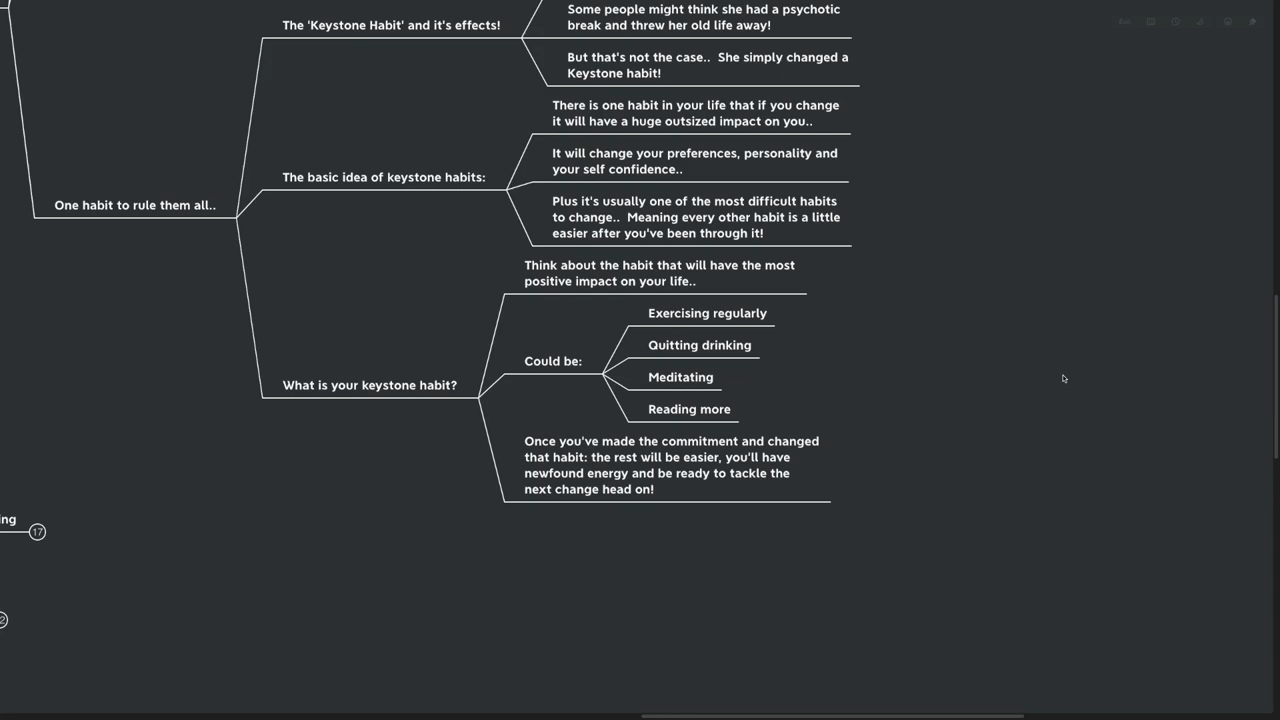 Some people might think she had a psychotic
break and threw her old life away!
The 'Keystone Habit' and it's effects!
But that's not the case..  She simply changed a
Keystone habit!
There is one habit in your life that if you change
it will have a huge outsized impact on you..
The basic idea of keystone habits:
It will change your preferences, personality and
your self confidence..
Plus it's usually one of the most difficult habits
to change..  Meaning every other habit is a little
easier after you've been through it!
One habit to rule them all..
Think about the habit that will have the most
positive impact on your life..
What is your keystone habit?
Could be:
Exercising regularly
Quitting drinking
Meditating
Reading more
Once you've made the commitment and changed
that habit: the rest will be easier, you'll have
newfound energy and be ready to tackle the
next change head on!
ing
17
2